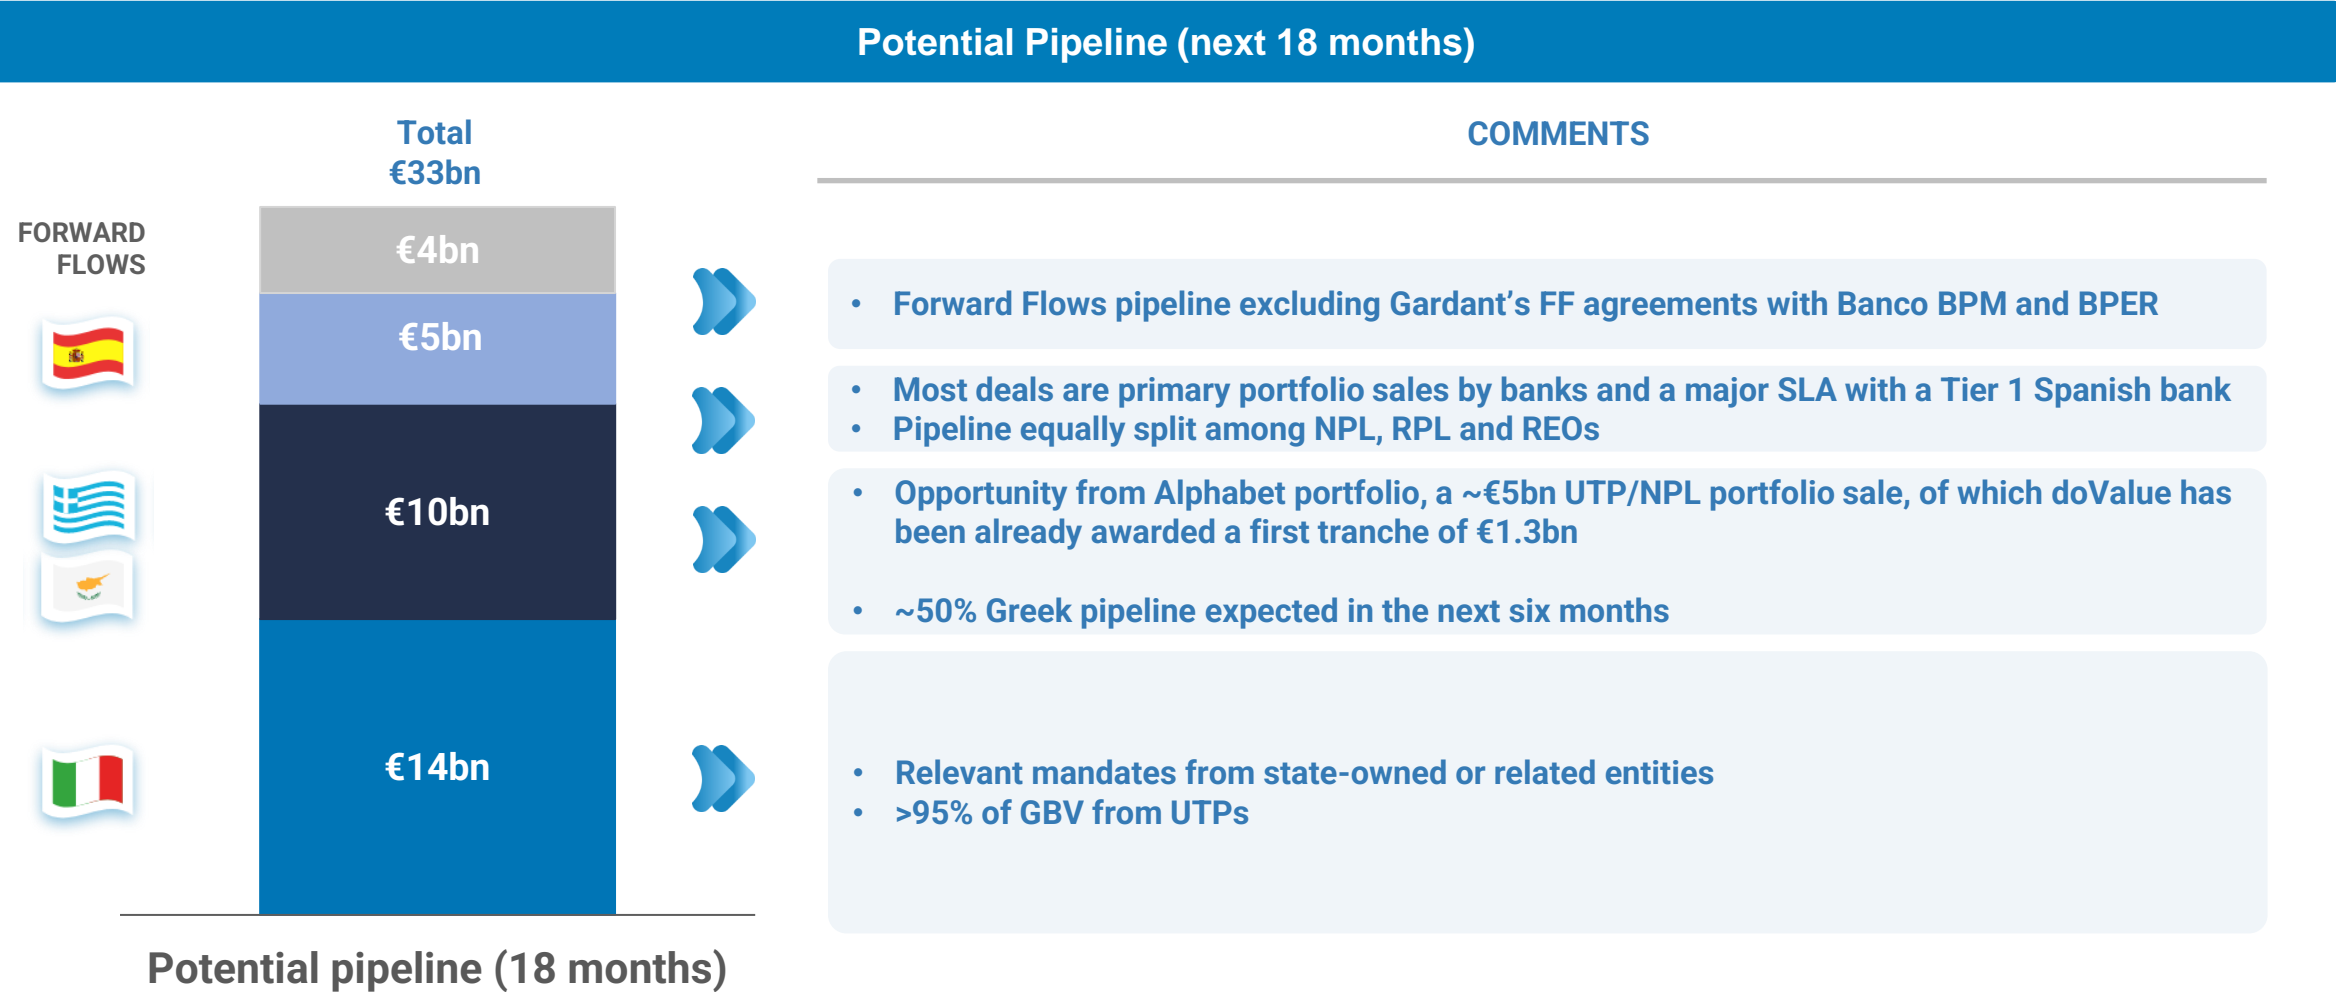 Potential Pipeline (next 18 months)
Total
€33bn
COMMENTS
FORWARD
FLOWS
€4bn
€5bn
€10bn
€14bn
• Forward Flows pipeline excluding Gardant’s FF agreements with Banco BPM and BPER
• Most deals are primary portfolio sales by banks and a major SLA with a Tier 1 Spanish bank
• Pipeline equally split among NPL, RPL and REOs
• Opportunity from Alphabet portfolio, a ~€5bn UTP/NPL portfolio sale, of which doValue has
been already awarded a first tranche of €1.3bn
• ~50% Greek pipeline expected in the next six months
• Relevant mandates from state-owned or related entities
• >95% of GBV from UTPs
Potential pipeline (18 months)